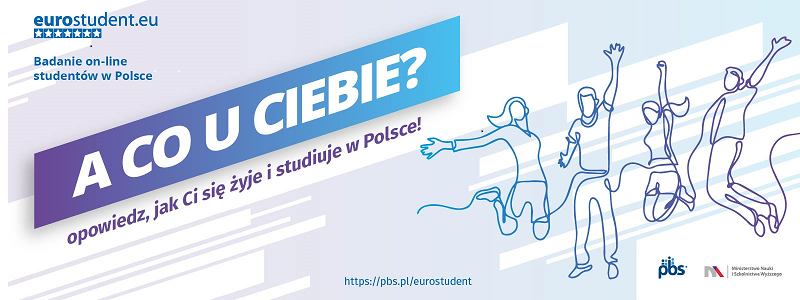 eurostudent.eu
Badanie on-line
studentów w Polsce
A CO U CIEBIE?
opowiedz, jak Ci się żyje i studiuje w Polsce!
https://pbs.pl/eurostudent
pbs
Ministerstwo Nauki
i Szkolnictwa Wyższego